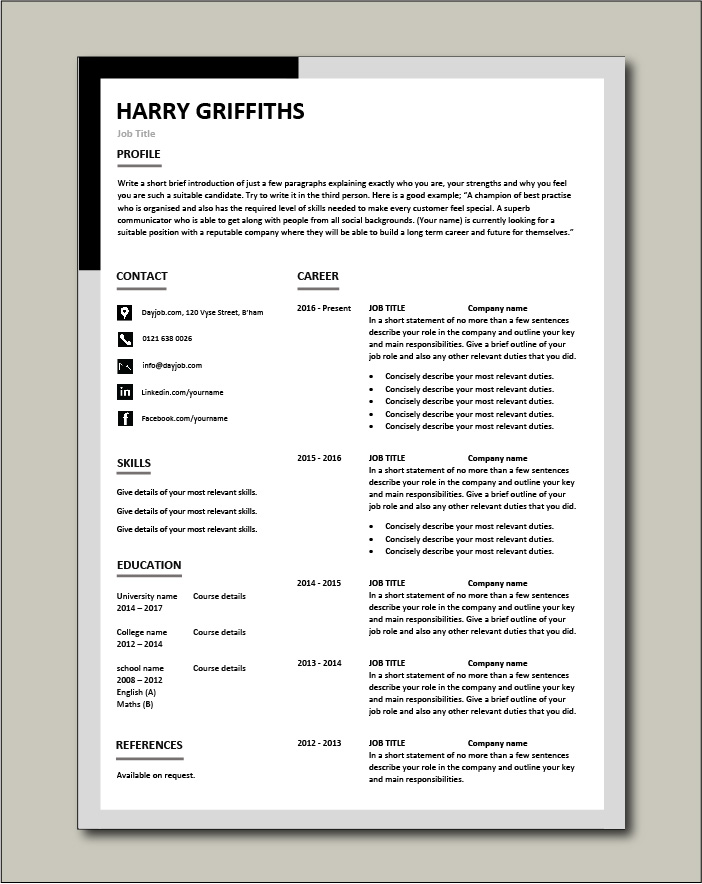 HARRY GRIFFITHS
Job Title
PROFILE
Write a short brief introduction of just a few paragraphs explaining exactly who you are, your strengths and why you feel
you are such a suitable candidate. Try to write it in the third person. Here is a good example; “A champion of best practise
who is organised and also has the required level of skills needed to make every customer feel special. A superb
communicator who is able to get along with people from all social backgrounds. (Your name) is currently looking for a
suitable position with a reputable company where they will be able to build a long term career and future for themselves.”
CONTACT
Dayjob.com, 120 Vyse Street, B’ham
0121 638 0026
info@dayjob.com
in Linkedin.com/yourname
f Facebook.com/yourname
SKILLS
Give details of your most relevant skills.
Give details of your most relevant skills.
Give details of your most relevant skills.
EDUCATION
University name Course details
2014 – 2017
College name Course details
2012 – 2014
school name Course details
2008 – 2012
English (A)
Maths (B)
REFERENCES
Available on request.
CAREER
2016 - Present JOB TITLE Company name
In a short statement of no more than a few sentences
describe your role in the company and outline your key
and main responsibilities. Give a brief outline of your
job role and also any other relevant duties that you did.
• Concisely describe your most relevant duties.
• Concisely describe your most relevant duties.
• Concisely describe your most relevant duties.
• Concisely describe your most relevant duties.
• Concisely describe your most relevant duties.
2015 - 2016 JOB TITLE Company name
In a short statement of no more than a few sentences
describe your role in the company and outline your key
and main responsibilities. Give a brief outline of your
job role and also any other relevant duties that you did.
• Concisely describe your most relevant duties.
• Concisely describe your most relevant duties.
• Concisely describe your most relevant duties.
2014 - 2015 JOB TITLE Company name
In a short statement of no more than a few sentences
describe your role in the company and outline your key
and main responsibilities. Give a brief outline of your
job role and also any other relevant duties that you did.
2013 - 2014 JOB TITLE Company name
In a short statement of no more than a few sentences
describe your role in the company and outline your key
and main responsibilities. Give a brief outline of your
job role and also any other relevant duties that you did.
2012 - 2013 JOB TITLE Company name
In a short statement of no more than a few sentences
describe your role in the company and outline your key
and main responsibilities.